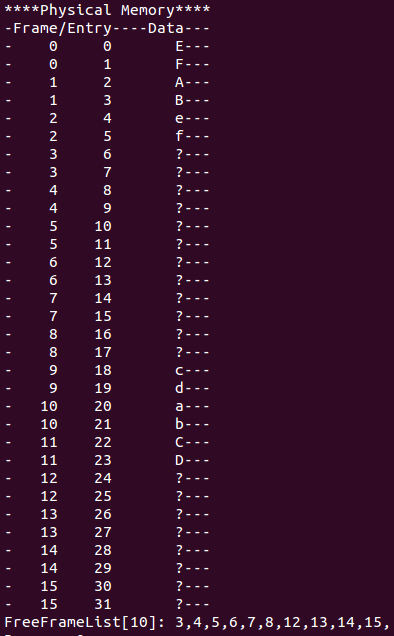 ****Physical Memory****
-Frame/Entry----Data---
-    0     0       E---
-    0     1       F---
-    1     2       A---
-    1     3       B---
-    2     4       e---
-    2     5       f---
-    3     6       ?---
-    3     7       ?---
-    4     8       ?---
-    4     9       ?---
-    5    10       ?---
-    5    11       ?---
-    6    12       ?---
-    6    13       ?---
-    7    14       ?---
-    7    15       ?---
-    8    16       ?---
-    8    17       ?---
-    9    18       c---
-    9    19       d---
-   10    20       a---
-   10    21       b---
-   11    22       C---
-   11    23       D---
-   12    24       ?---
-   12    25       ?---
-   13    26       ?---
-   13    27       ?---
-   14    28       ?---
-   14    29       ?---
-   15    30       ?---
-   15    31       ?---
FreeFrameList[10]: 3,4,5,6,7,8,12,13,14,15,